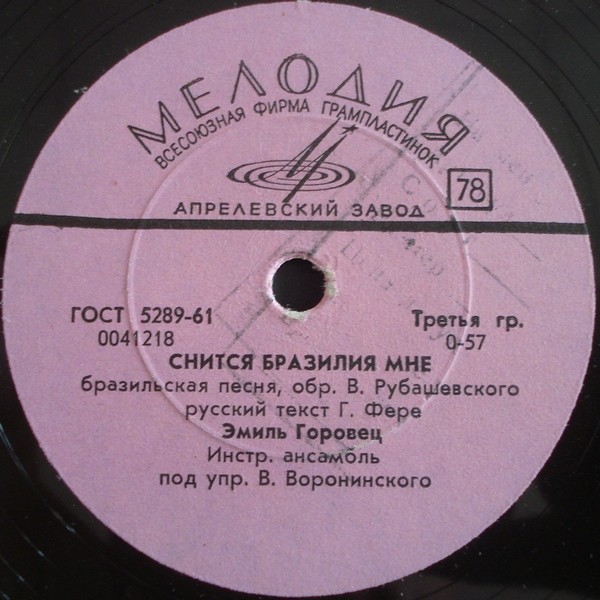 МЕЛОДИЯ
ВСЕСОЮЗНАЯ ФИРМА ГРАМПЛАСТИНОК
78
АПРЕЛЕВСКИЙ ЗАВОД
ГОСТ 5289-61 Третья гр.
0041218 0-57
СНИТСЯ БРАЗИЛИЯ МНЕ
бразильская песня, обр. В. Рубашевского
русский текст Г. Фере
Эмиль Горовец
Инстр. ансамбль
под упр. В. Воронинского